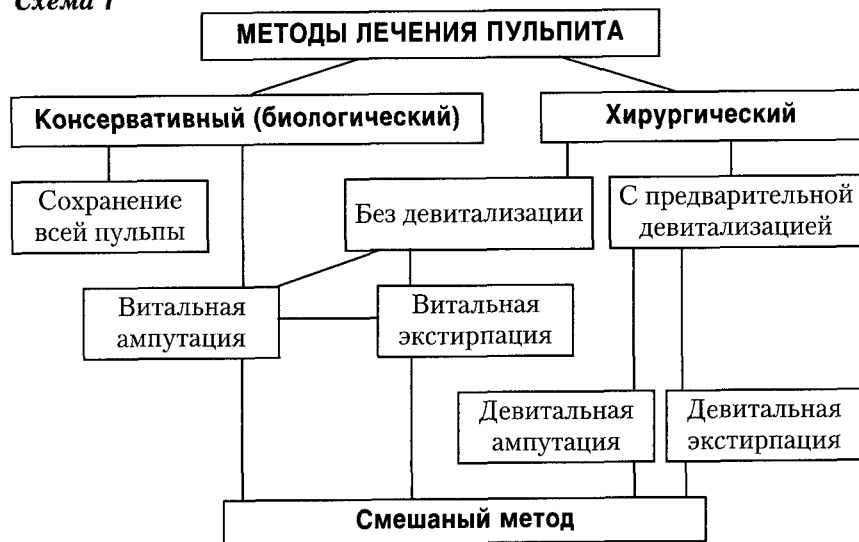 Схема 1
МЕТОДЫ ЛЕЧЕНИЯ ПУЛЬПИТА
Консервативный (биологический)
Хирургический
Сохранение
всей пульпы
Без девитализации
С предварительной
девитализацией
Витальная
ампутация
Витальная
экстирпация
Девитальная
ампутация
Девитальная
экстирпация
Смешаный метод